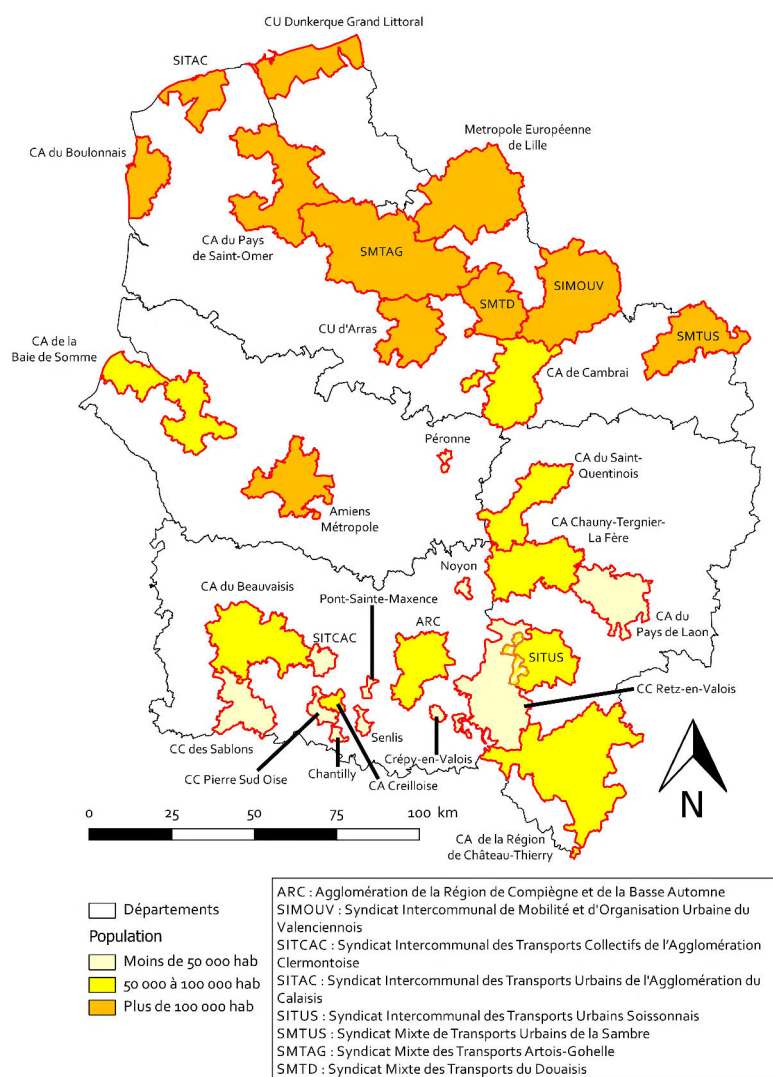 CU Dunkerque Grand Littoral
SITAC
Metropole Européenne
de Lille
CA du Boulonnais
CA du Pays
de Saint-Omer
SMTAG
SIMOUV
SMTD
CU d'Arras
SMTUS
CA de la
Baie de Somme
CA de Cambrai
Péronne
CA du Saint-
Quentinois
Amiens
Métropole
CA Chauny-Tergnier-
La Fère
Noyon
CA du Beauvaisis
Pont-Sainte-Maxence
ARC
SITCAC
CA du
Pays de Laon
SITUS
CC Retz-en-Valois
CC des Sablons
Senlis
Crépy-en-Valois
CC Pierre Sud Oise
Chantilly
CA Creilloise
N
0 25 50 75 100 km
CA de la Région
de Château-Thierry
Départements
Population
Moins de 50 000 hab
50 000 à 100 000 hab
Plus de 100 000 hab
ARC : Agglomération de la Région de Compiègne et de la Basse Automne
SIMOUV : Syndicat Intercommunal de Mobilité et d'Organisation Urbaine du
Valenciennois
SITCAC : Syndicat Intercommunal des Transports Collectifs de l'Agglomération
Clermontoise
SITAC : Syndicat Intercommunal des Transports Urbains de l'Agglomération du
Calaisis
SITUS : Syndicat Intercommunal des Transports Urbains Soissonnais
SMTUS : Syndicat Mixte de Transports Urbains de la Sambre
SMTAG : Syndicat Mixte des Transports Artois-Gohelle
SMTD : Syndicat Mixte des Transports du Douaisis